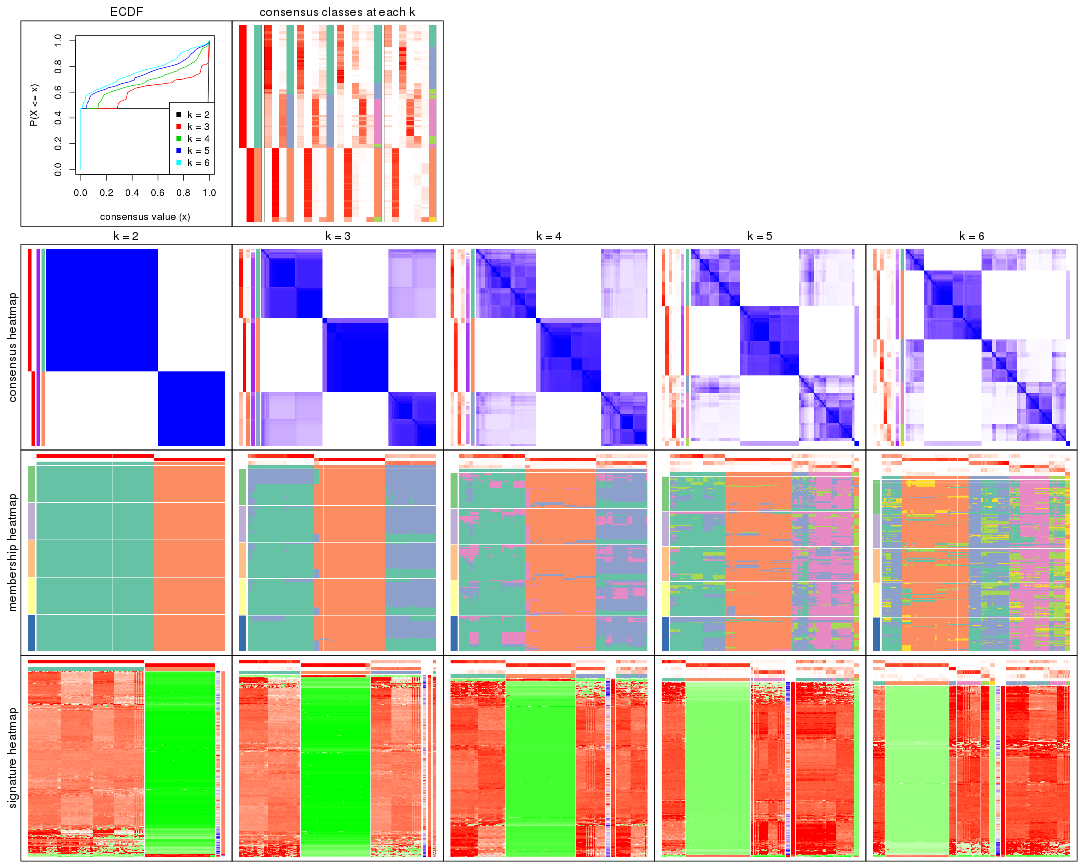 ECDF
consensus classes at each k
P(X <= x)
0.0 0.2 0.4 0.6 0.8 1.0
k = 2
k = 3
k = 4
k = 5
k = 6
0.0 0.2 0.4 0.6 0.8 1.0
consensus value (x)
k = 2
k = 3
k = 4
k = 5
k = 6
consensus heatmap
membership heatmap
signature heatmap